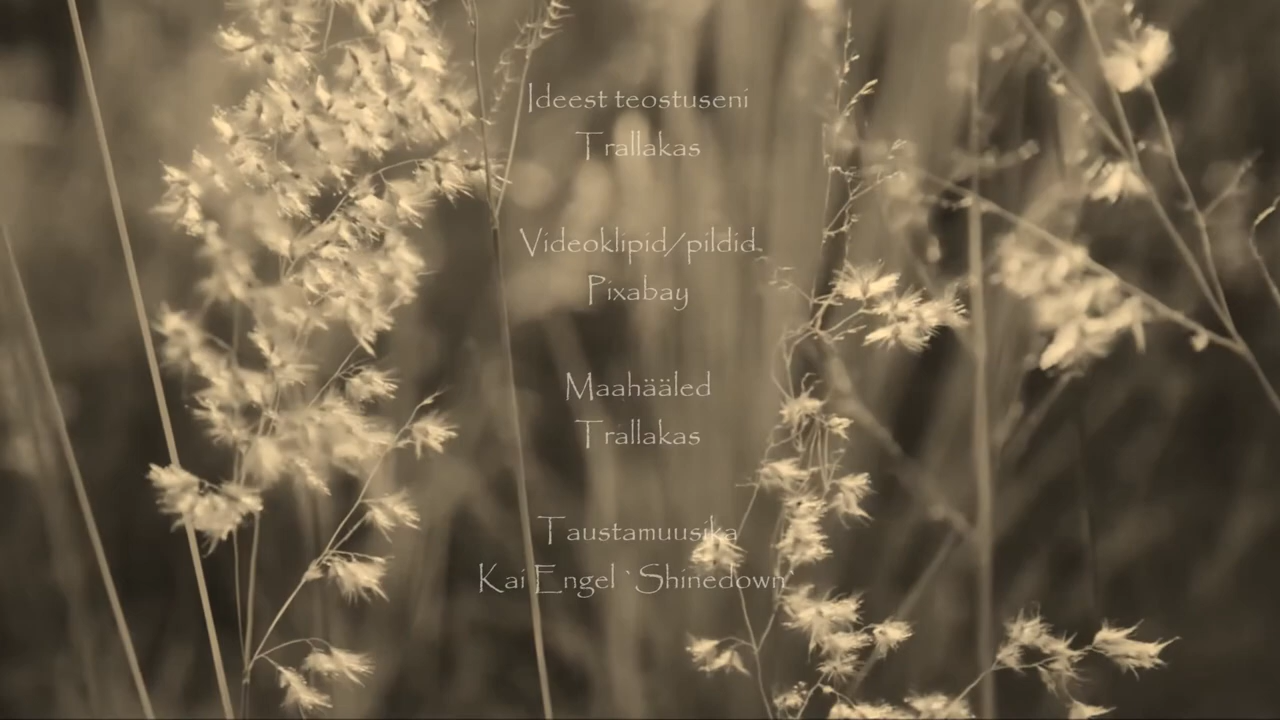 Ideest teostuseni
Trallakas
Videoklipid/pildid
Pixabay
Maahääled
Trallakas
Taustamuusika
Kai Engel `Shinedown